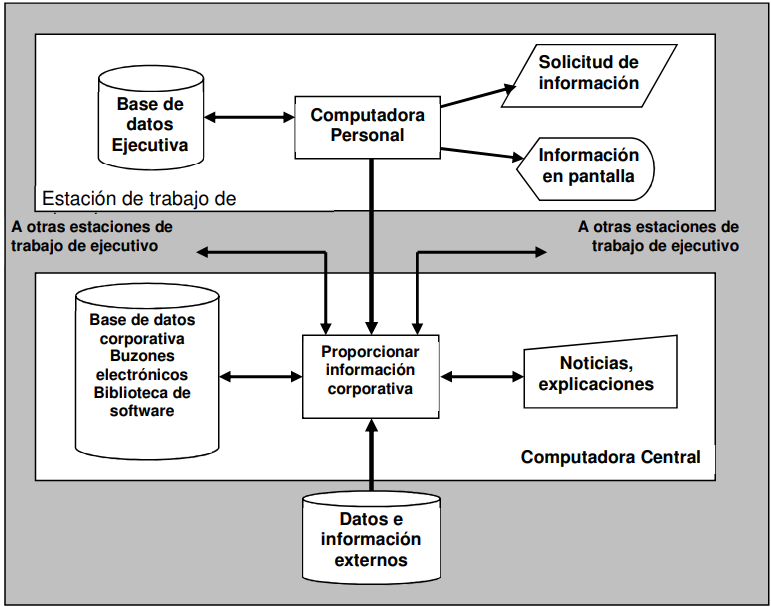 Solicitud de
información
Base de
datos
Ejecutiva
Computadora
Personal
Información
en pantalla
Estación de trabajo de
A otras estaciones de
trabajo de ejecutivo
A otras estaciones de
trabajo de ejecutivo
Base de datos
corporativa
Buzones
electrónicos
Biblioteca de
software
Proporcionar
información
corporativa
Noticias,
explicaciones
Computadora Central
Datos e
información
externos